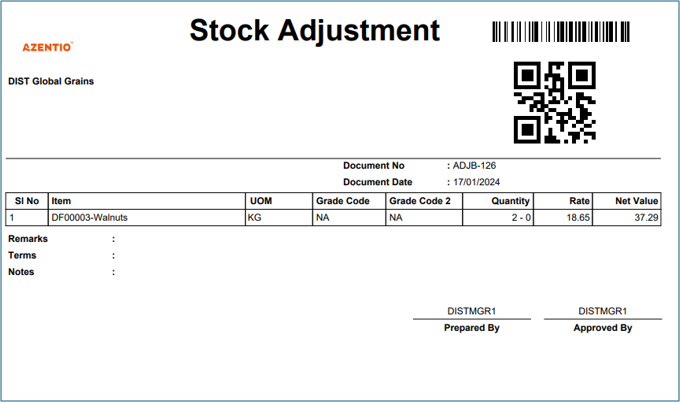 Stock Adjustment
AZENTIO
DIST Global Grains
Document No : ADJB-126
Document Date : 17/01/2024
SI No Item UOM Grade Code Grade Code 2 Quantity Rate Net Value
1 DF00003-Walnuts KG NA NA 2 - 0 18.65 37.29
Remarks :
Terms :
Notes :
DISTMGR1 DISTMGR1
Prepared By Approved By